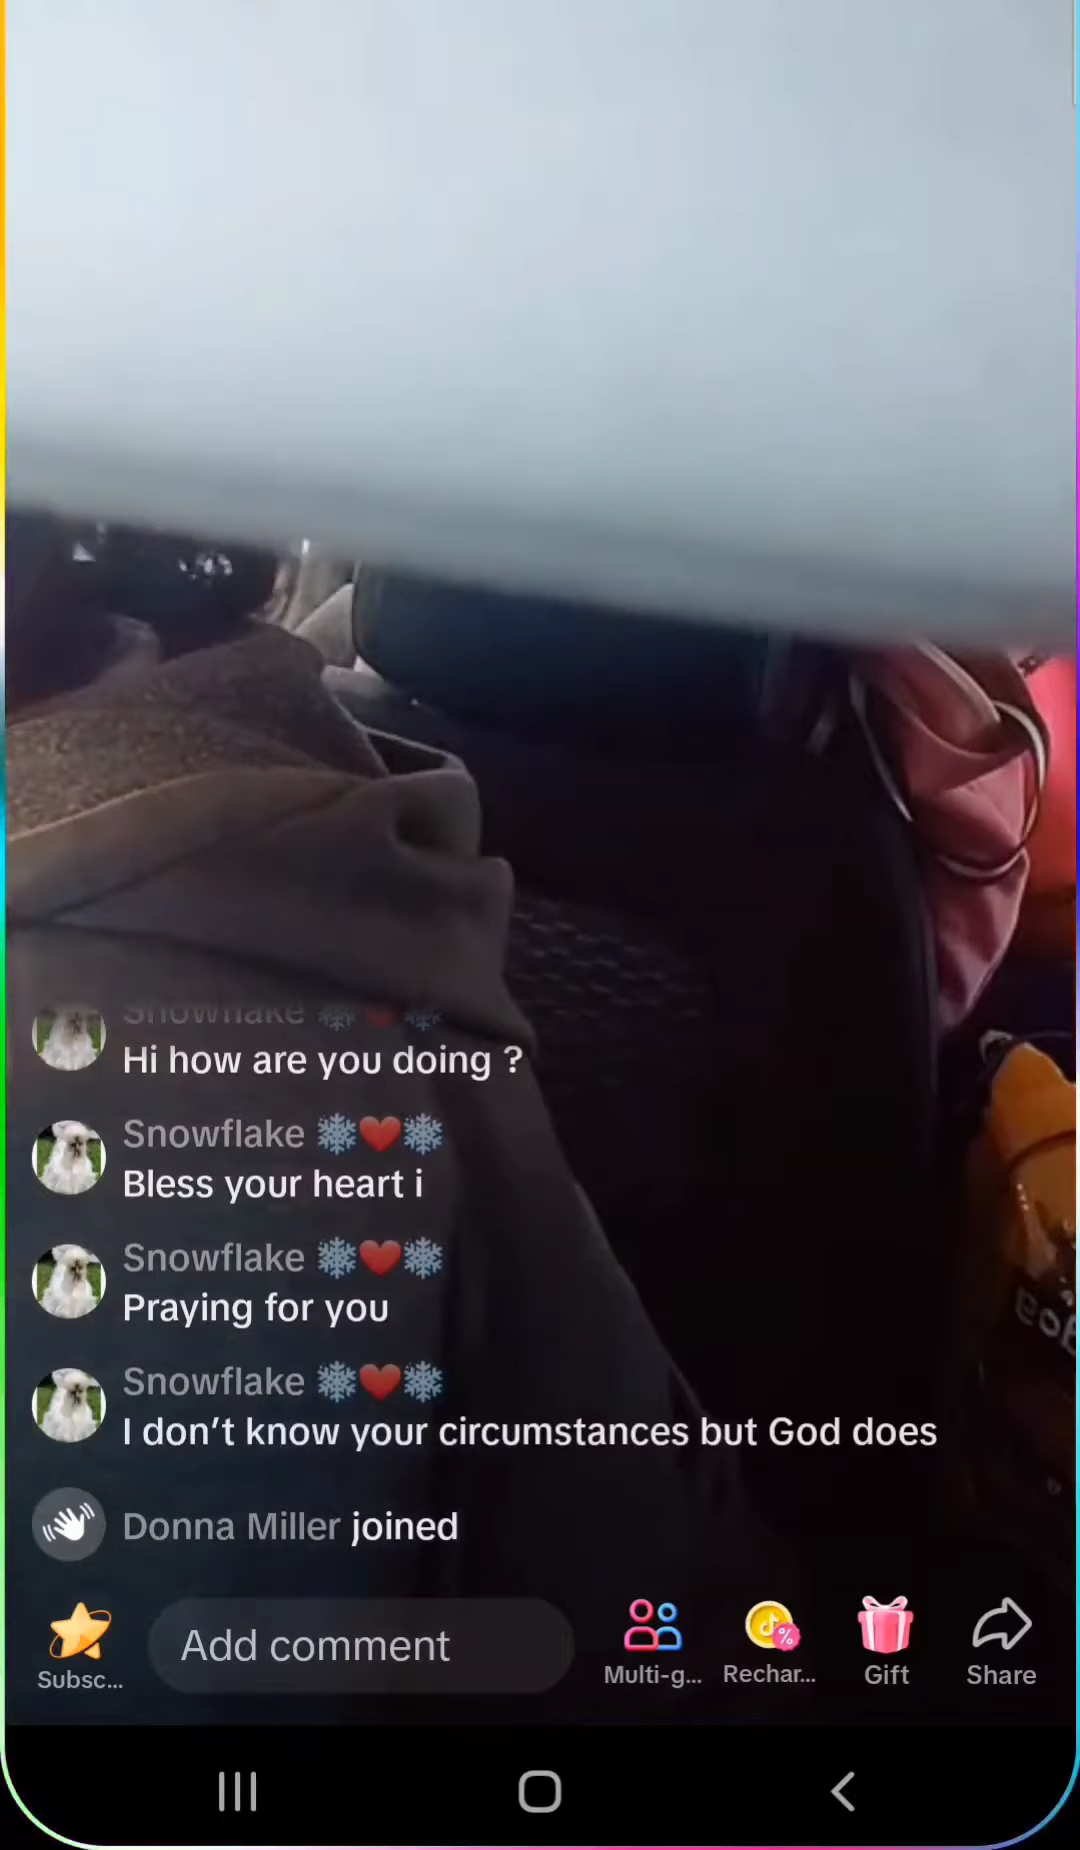 Snowflake ❄️❤️❄️
Hi how are you doing ?
Snowflake ❄️❤️❄️
Bless your heart i
Snowflake ❄️❤️❄️
Praying for you
Snowflake ❄️❤️❄️
I don’t know your circumstances but God does
Donna Miller joined
Add comment
Subsc...
Multi-g...
Rechar...
Gift
Share